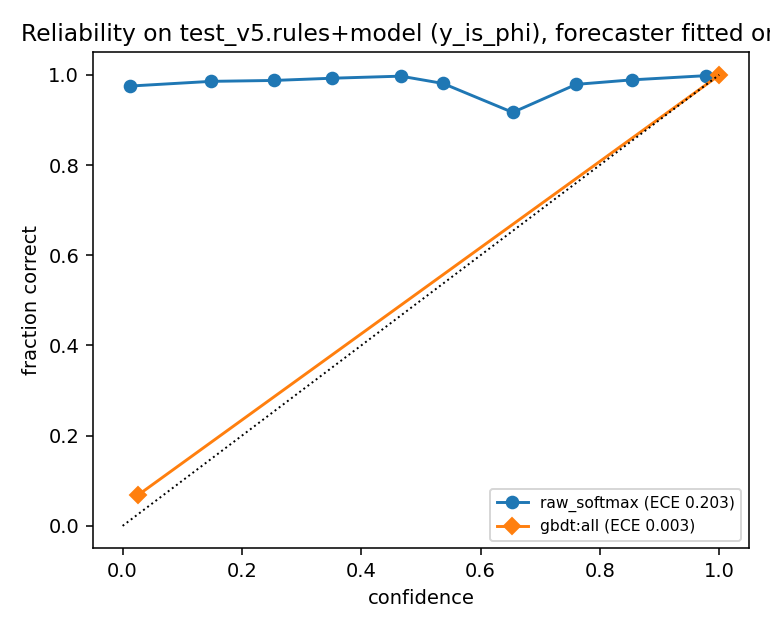 Reliability on test_v5.rules+model (y_is_phi), forecaster fitted on
1.0
0.8
0.6
0.4
0.2
0.0
fraction correct
raw_softmax (ECE 0.203)
gbdt:all (ECE 0.003)
0.0 0.2 0.4 0.6 0.8 1.0
confidence